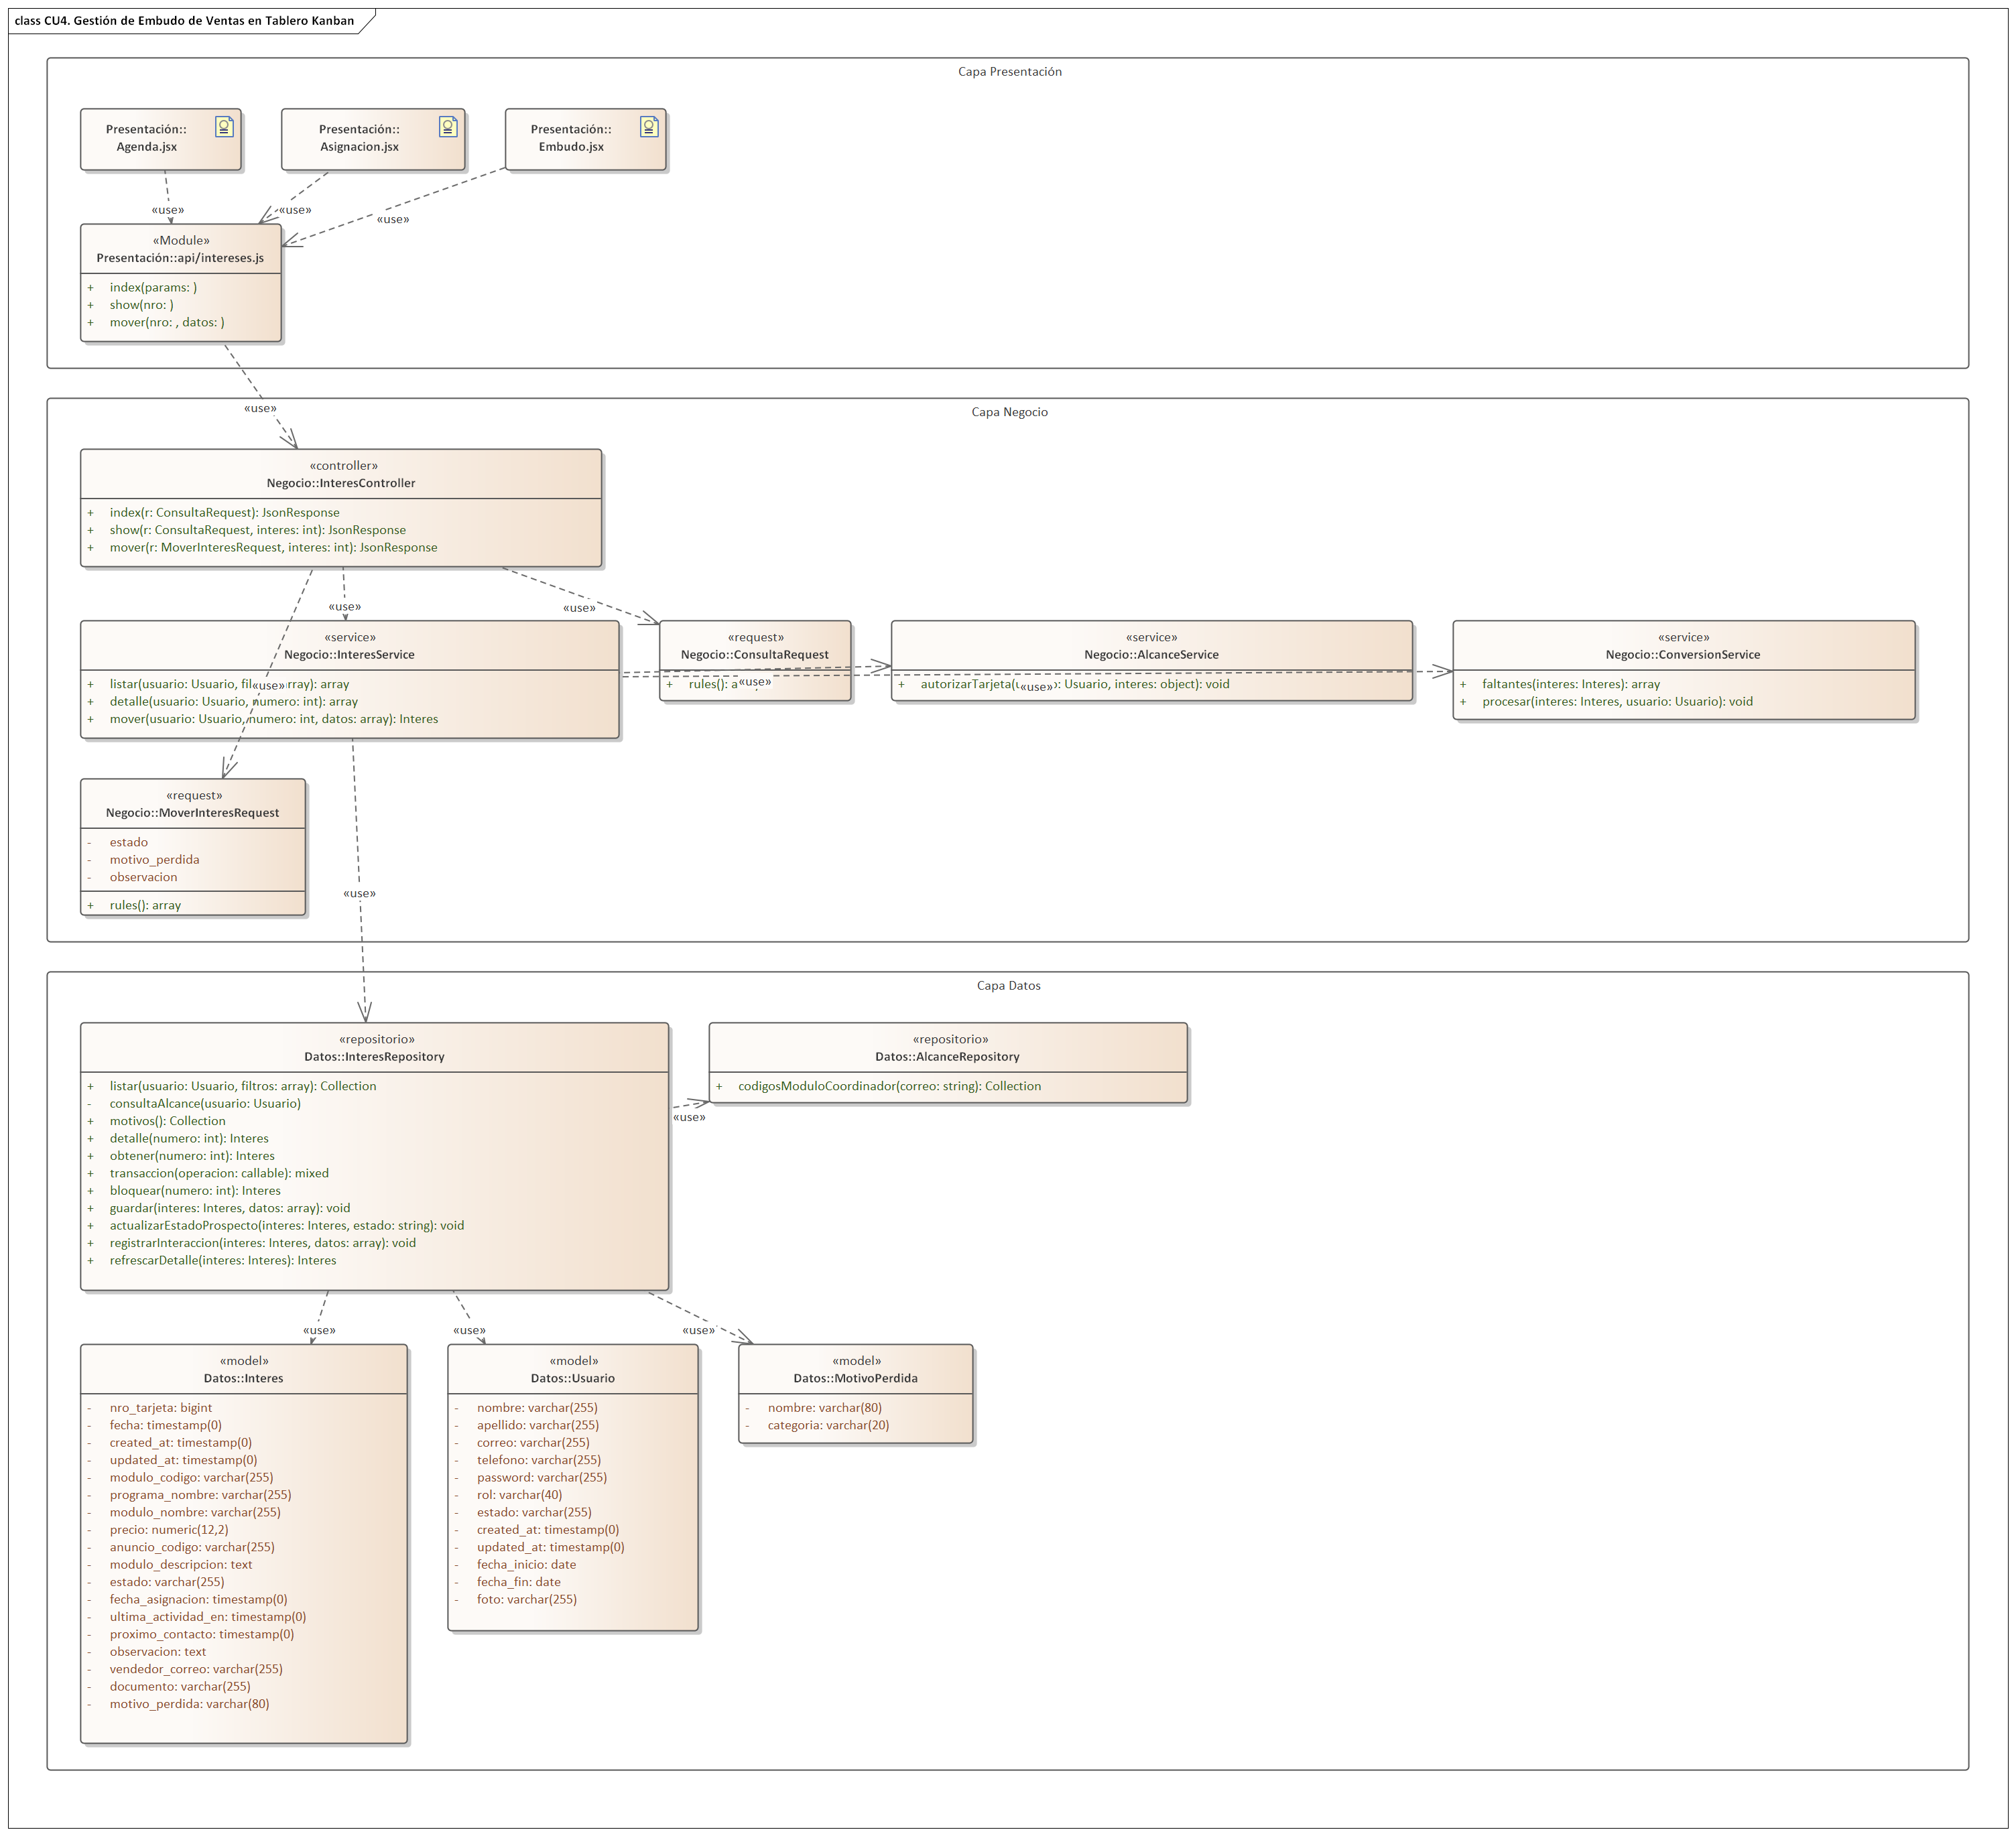 class CU4. Gestión de Embudo de Ventas en Tablero Kanban
Capa Presentación
Presentación::
Agenda.jsx
Presentación::
Asignacion.jsx
Presentación::
Embudo.jsx
«use»
«use»
«use»
«Module»
Presentación::api/intereses.js
+ index(params: )
+ show(nro: )
+ mover(nro: , datos: )
«use»
Capa Negocio
«controller»
Negocio::InteresController
+ index(r: ConsultaRequest): JsonResponse
+ show(r: ConsultaRequest, interes: int): JsonResponse
+ mover(r: MoverInteresRequest, interes: int): JsonResponse
«use»
«use»
«service»
Negocio::InteresService
+ listar(usuario: Usuario, fil rray): array
+ detalle(usuario: Usuario, numero: int): array
+ mover(usuario: Usuario, numero: int, datos: array): Interes
«use»
«request»
Negocio::ConsultaRequest
+ rules(): a
«use»
«service»
Negocio::AlcanceService
+ autorizarTarjeta(u : Usuario, interes: object): void
«use»
«service»
Negocio::ConversionService
+ faltantes(interes: Interes): array
+ procesar(interes: Interes, usuario: Usuario): void
«request»
Negocio::MoverInteresRequest
- estado
- motivo_perdida
- observacion
+ rules(): array
«use»
Capa Datos
«repositorio»
Datos::InteresRepository
+ listar(usuario: Usuario, filtros: array): Collection
- consultaAlcance(usuario: Usuario)
+ motivos(): Collection
+ detalle(numero: int): Interes
+ obtener(numero: int): Interes
+ transaccion(operacion: callable): mixed
+ bloquear(numero: int): Interes
+ guardar(interes: Interes, datos: array): void
+ actualizarEstadoProspecto(interes: Interes, estado: string): void
+ registrarInteraccion(interes: Interes, datos: array): void
+ refrescarDetalle(interes: Interes): Interes
«repositorio»
Datos::AlcanceRepository
+ codigosModuloCoordinador(correo: string): Collection
«use»
«use»
«use»
«use»
«model»
Datos::Interes
- nro_tarjeta: bigint
- fecha: timestamp(0)
- created_at: timestamp(0)
- updated_at: timestamp(0)
- modulo_codigo: varchar(255)
- programa_nombre: varchar(255)
- modulo_nombre: varchar(255)
- precio: numeric(12,2)
- anuncio_codigo: varchar(255)
- modulo_descripcion: text
- estado: varchar(255)
- fecha_asignacion: timestamp(0)
- ultima_actividad_en: timestamp(0)
- proximo_contacto: timestamp(0)
- observacion: text
- vendedor_correo: varchar(255)
- documento: varchar(255)
- motivo_perdida: varchar(80)
«model»
Datos::Usuario
- nombre: varchar(255)
- apellido: varchar(255)
- correo: varchar(255)
- telefono: varchar(255)
- password: varchar(255)
- rol: varchar(40)
- estado: varchar(255)
- created_at: timestamp(0)
- updated_at: timestamp(0)
- fecha_inicio: date
- fecha_fin: date
- foto: varchar(255)
«model»
Datos::MotivoPerdida
- nombre: varchar(80)
- categoria: varchar(20)